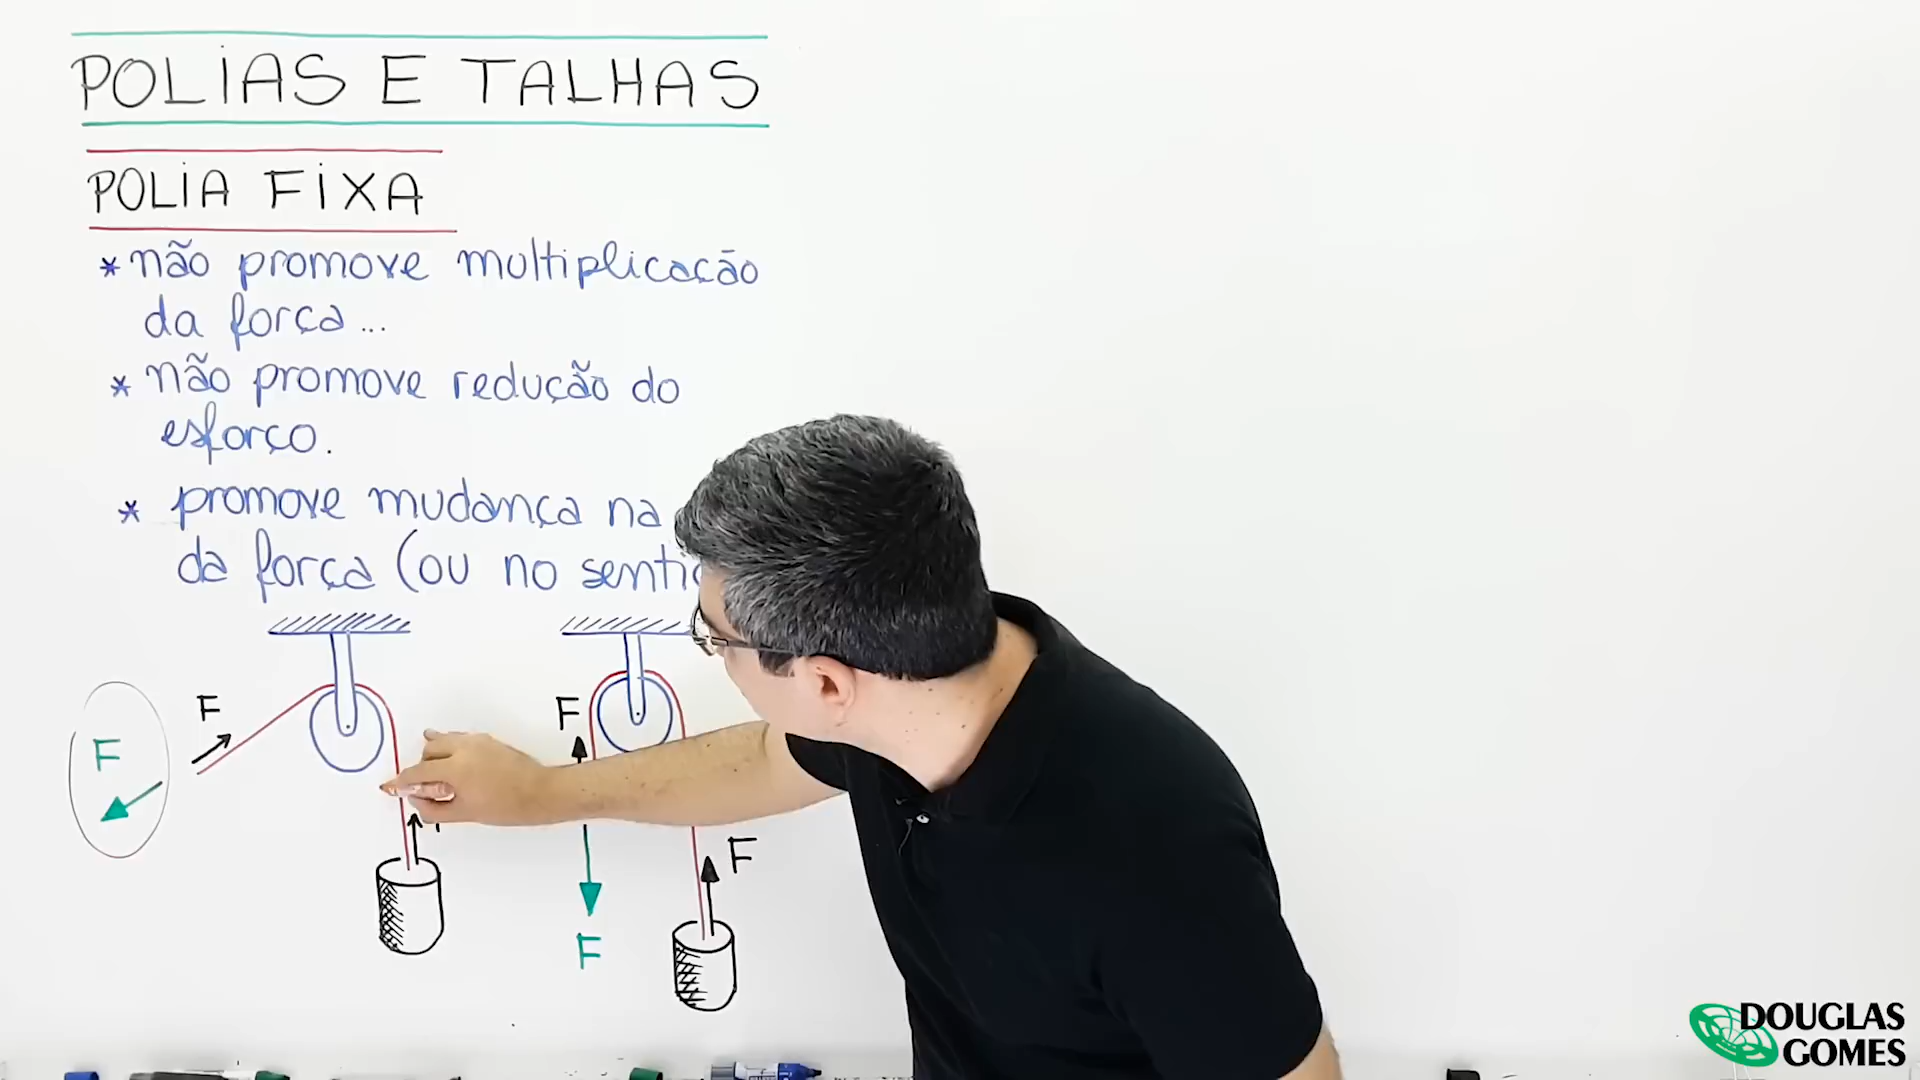 POLIAS E TALHAS
POLIA FIXA
* não promove multiplicação
da força...
* não promove redução do
esforço.
* promove mudança na
da força (ou no
F
F
F
F
F
F
DOUGLAS
GOMES